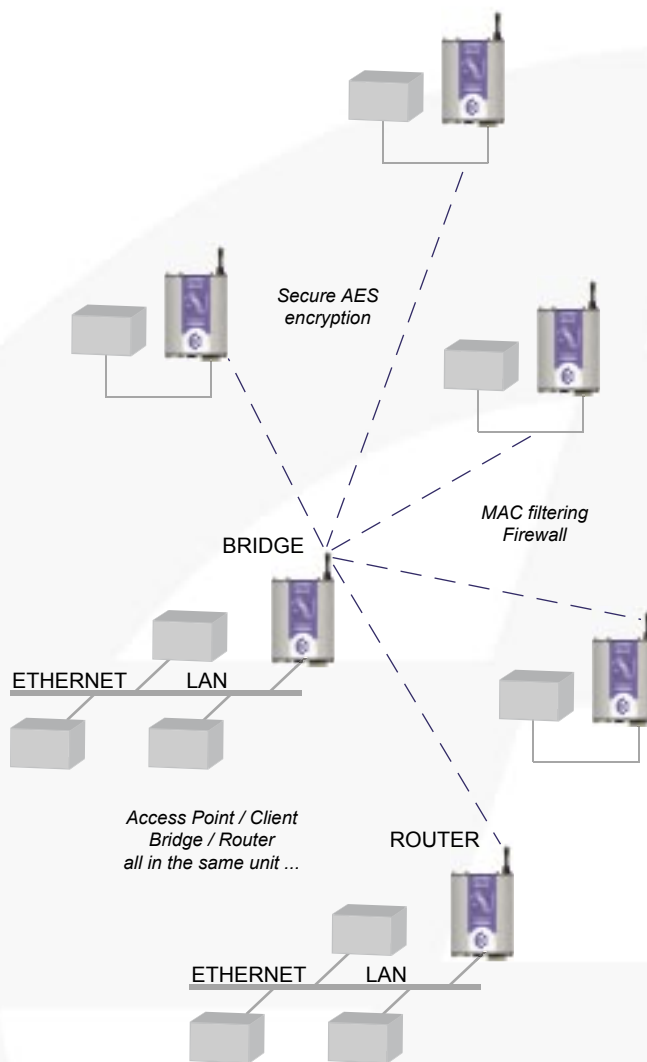 Secure AES
encryption
MAC filtering
Firewall
BRIDGE
ETHERNET LAN
Access Point / Client
Bridge / Router
all in the same unit ...
ROUTER
ETHERNET LAN